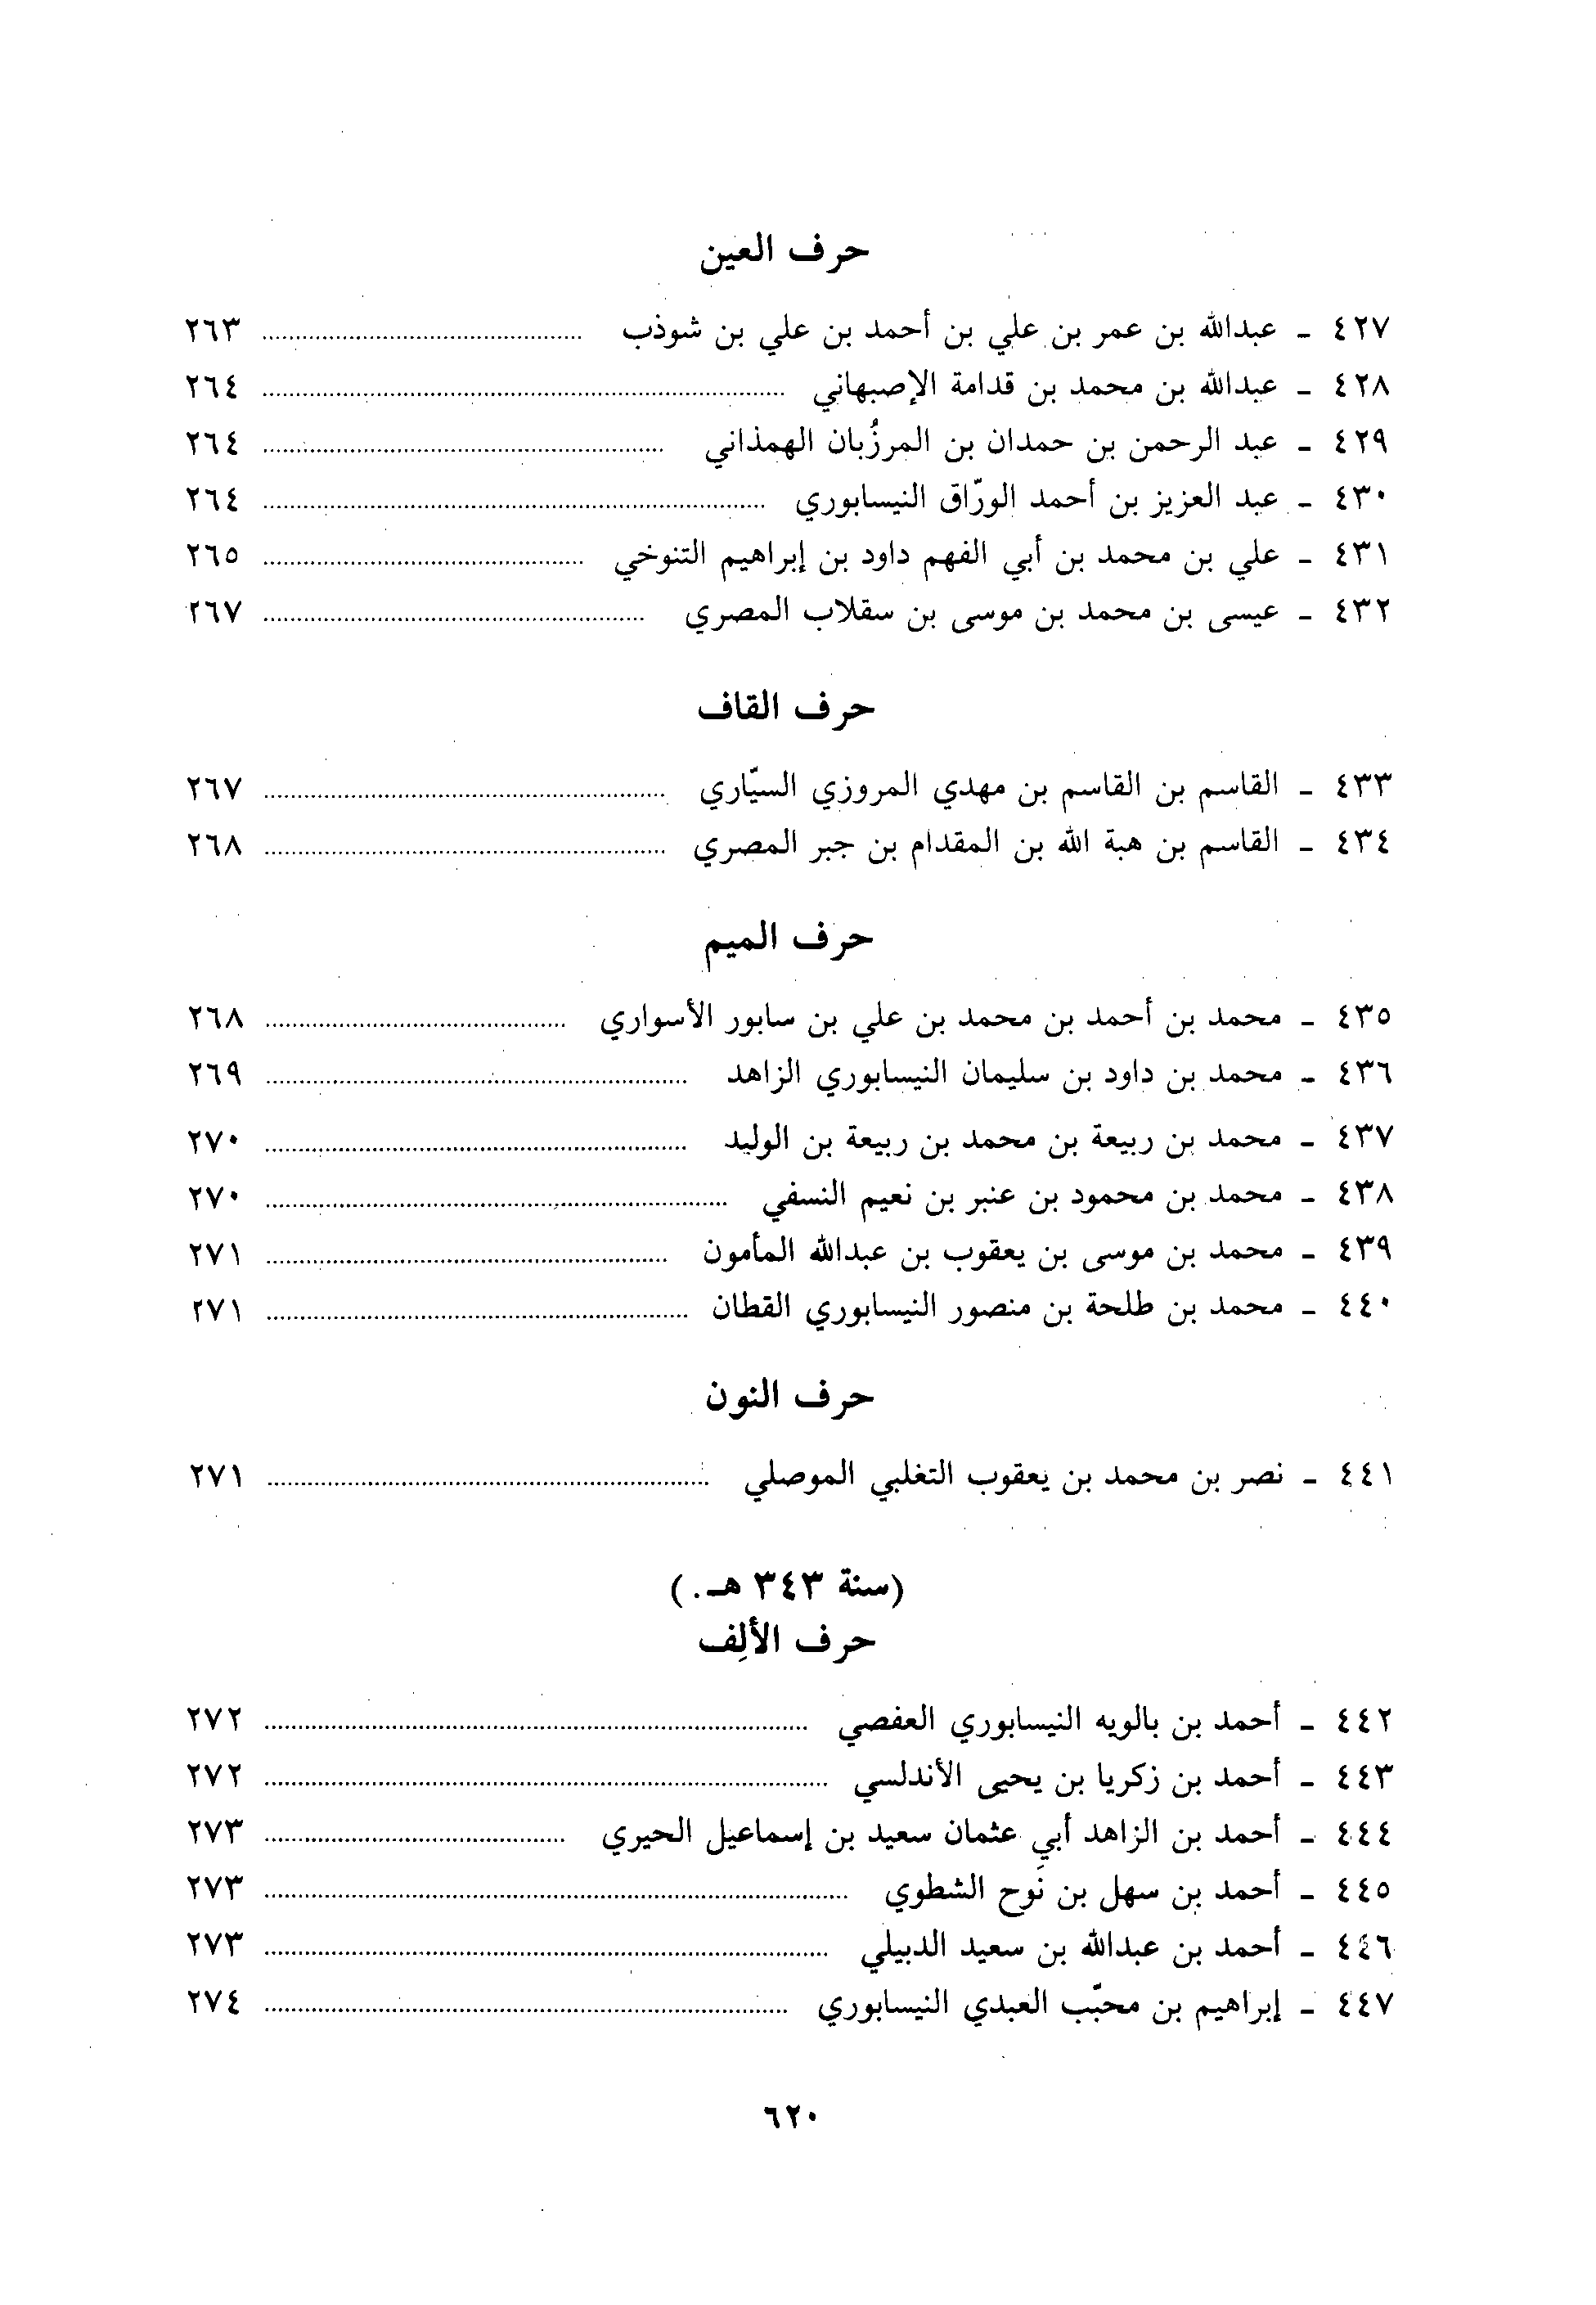 حرف العين
٤٢٧ - عبدالله بن عمر بن علي بن أحمد بن علي بن شوذب ........ ٢٦٣
٤٢٨ - عبدالله بن محمد بن قدامة الإصبهاني ........ ٢٦٤
٤٢٩ - عبد الرحمن بن حمدان بن المرزُبان الهمذاني ........ ٢٦٤
٤٣٠ - عبد العزيز بن أحمد الورّاق النيسابوري ........ ٢٦٤
٤٣١ - علي بن محمد بن أبي الفهم داود بن إبراهيم التنوخي ........ ٢٦٥
٤٣٢ - عيسى بن محمد بن موسى بن سقلاب المصري ........ ٢٦٧
حرف القاف
٤٣٣ - القاسم بن القاسم بن مهدي المروزي السيّاري ........ ٢٦٧
٤٣٤ - القاسم بن هبة الله بن المقدام بن جبر المصري ........ ٢٦٨
حرف الميم
٤٣٥ - محمد بن أحمد بن محمد بن علي بن سابور الأسواري ........ ٢٦٨
٤٣٦ - محمد بن داود بن سليمان النيسابوري الزاهد ........ ٢٦٩
٤٣٧ - محمد بن ربيعة بن محمد بن ربيعة بن الوليد ........ ٢٧٠
٤٣٨ - محمد بن محمود بن عنبر بن نعيم النسفي ........ ٢٧٠
٤٣٩ - محمد بن موسى بن يعقوب بن عبدالله المأمون ........ ٢٧١
٤٤٠ - محمد بن طلحة بن منصور النيسابوري القطان ........ ٢٧١
حرف النون
٤٤١ - نصر بن محمد بن يعقوب التغلبي الموصلي ........ ٢٧١
(سنة ٣٤٣ هـ.)
حرف الألِف
٤٤٢ - أحمد بن بالويه النيسابوري العفصي ........ ٢٧٢
٤٤٣ - أحمد بن زكريا بن يحيى الأندلسي ........ ٢٧٢
٤٤٤ - أحمد بن الزاهد أبي عثمان سعيد بن إسماعيل الحيري ........ ٢٧٣
٤٤٥ - أحمد بن سهل بن نَوح الشطوي ........ ٢٧٣
٤٤٦ - أحمد بن عبدالله بن سعيد الدبيلي ........ ٢٧٣
٤٤٧ - إبراهيم بن محبّب العبدي النيسابوري ........ ٢٧٤
٦٢٠